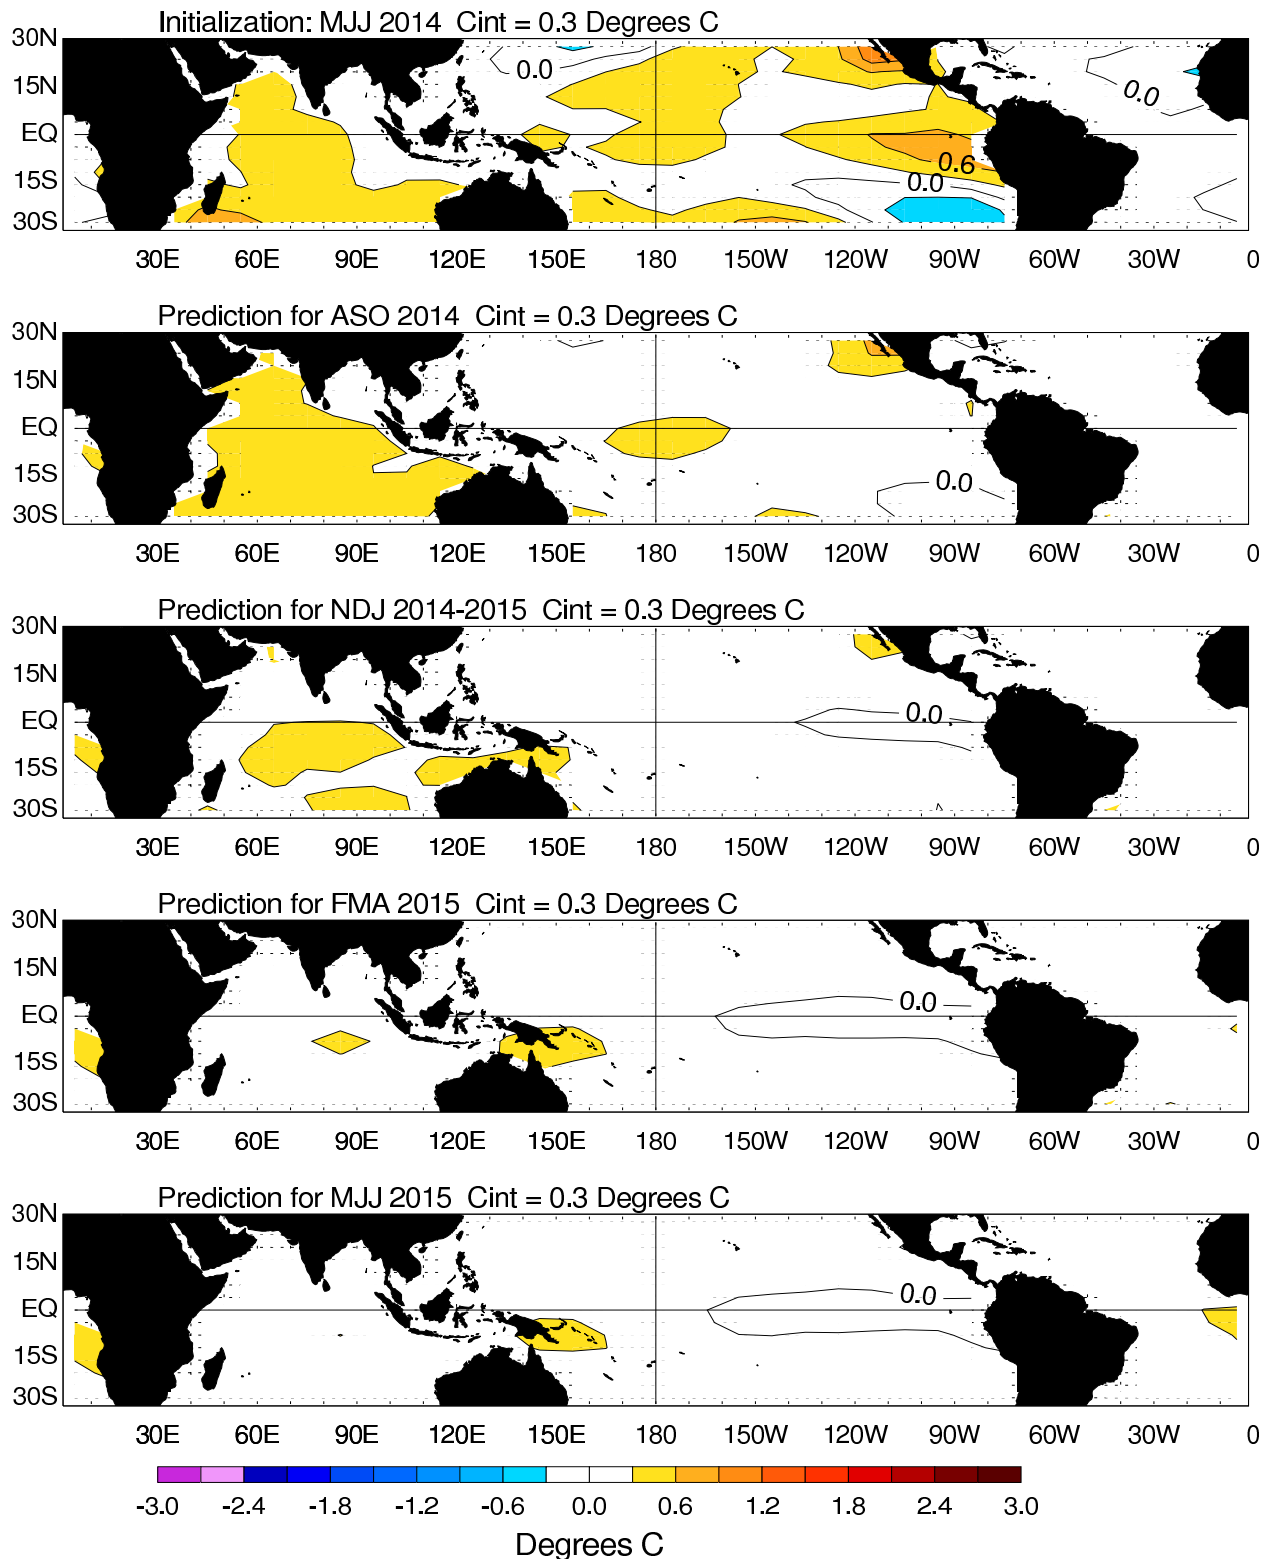 Initialization: MJJ 2014  Cint = 0.3 Degrees C
30N
15N
EQ
15S
30S
0.0
0.0
0.6
0.0
30E 60E 90E 120E 150E 180 150W 120W 90W 60W 30W 0
Prediction for ASO 2014  Cint = 0.3 Degrees C
30N
15N
EQ
15S
30S
0.0
30E 60E 90E 120E 150E 180 150W 120W 90W 60W 30W 0
Prediction for NDJ 2014-2015  Cint = 0.3 Degrees C
30N
15N
EQ
15S
30S
0.0
30E 60E 90E 120E 150E 180 150W 120W 90W 60W 30W 0
Prediction for FMA 2015  Cint = 0.3 Degrees C
30N
15N
EQ
15S
30S
0.0
30E 60E 90E 120E 150E 180 150W 120W 90W 60W 30W 0
Prediction for MJJ 2015  Cint = 0.3 Degrees C
30N
15N
EQ
15S
30S
0.0
30E 60E 90E 120E 150E 180 150W 120W 90W 60W 30W 0
-3.0 -2.4 -1.8 -1.2 -0.6 0.0 0.6 1.2 1.8 2.4 3.0
Degrees C